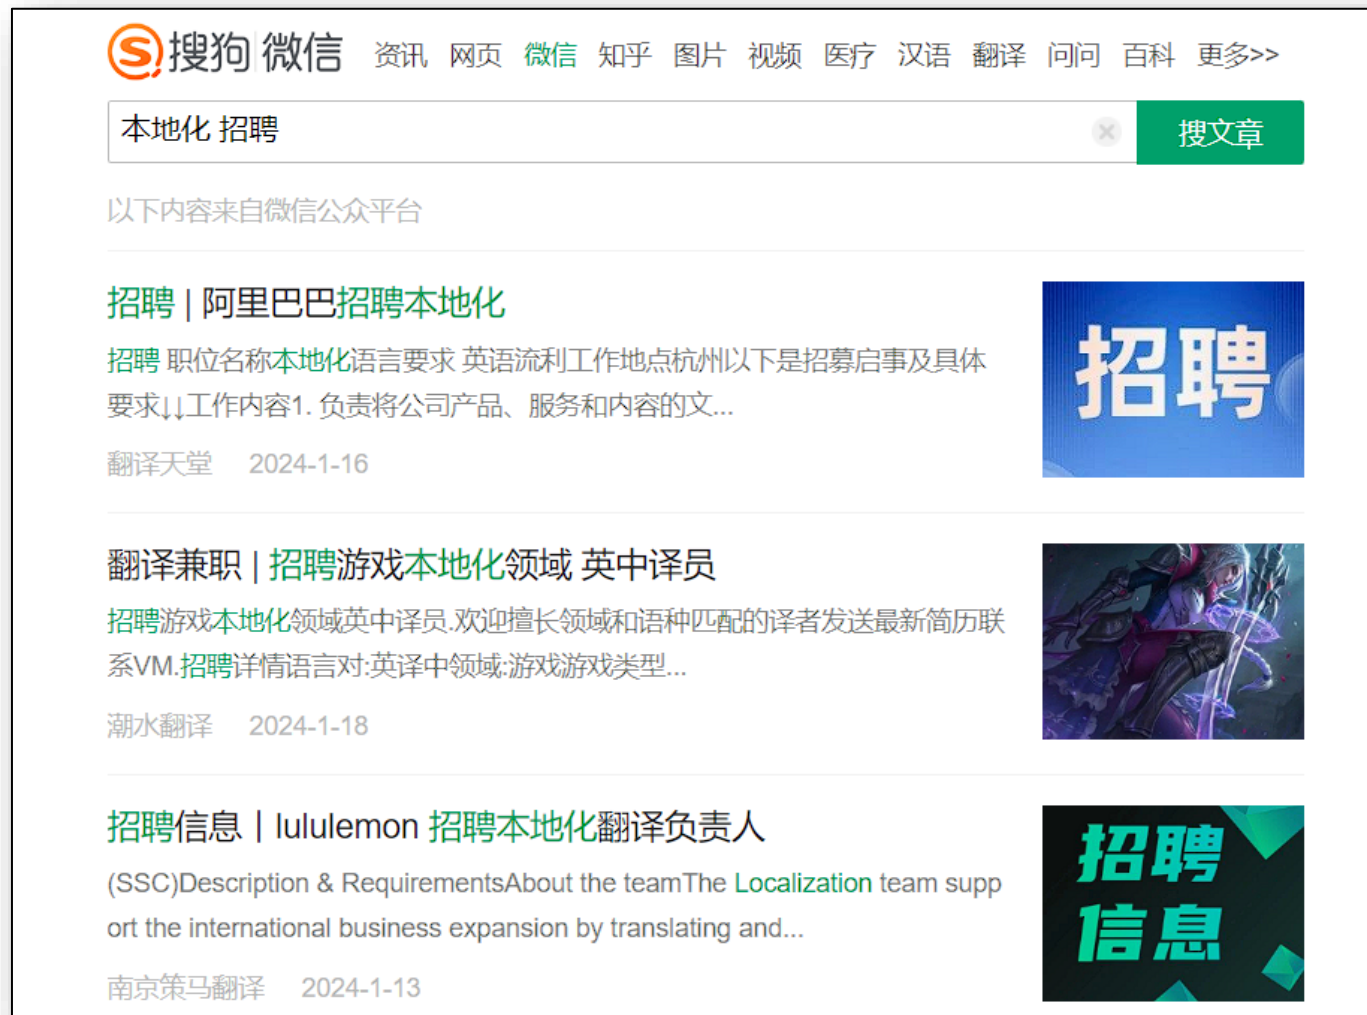 搜狗 微信 资讯 网页 微信 知乎 图片 视频 医疗 汉语 翻译 问问 百科 更多>>
本地化 招聘 搜文章
以下内容来自微信公众平台
招聘 | 阿里巴巴招聘本地化
招聘 职位名称本地化语言要求 英语流利工作地点杭州以下是招募启事及具体
要求↓↓工作内容1. 负责将公司产品、服务和内容的文...
翻译天堂 2024-1-16
招聘
翻译兼职 | 招聘游戏本地化领域 英中译员
招聘游戏本地化领域英中译员.欢迎擅长领域和语种匹配的译者发送最新简历联
系VM.招聘详情语言对:英译中领域:游戏游戏类型...
潮水翻译 2024-1-18
招聘信息丨lululemon 招聘本地化翻译负责人
(SSC)Description & RequirementsAbout the teamThe Localization team supp
ort the international business expansion by translating and...
南京策马翻译 2024-1-13
招聘
信息